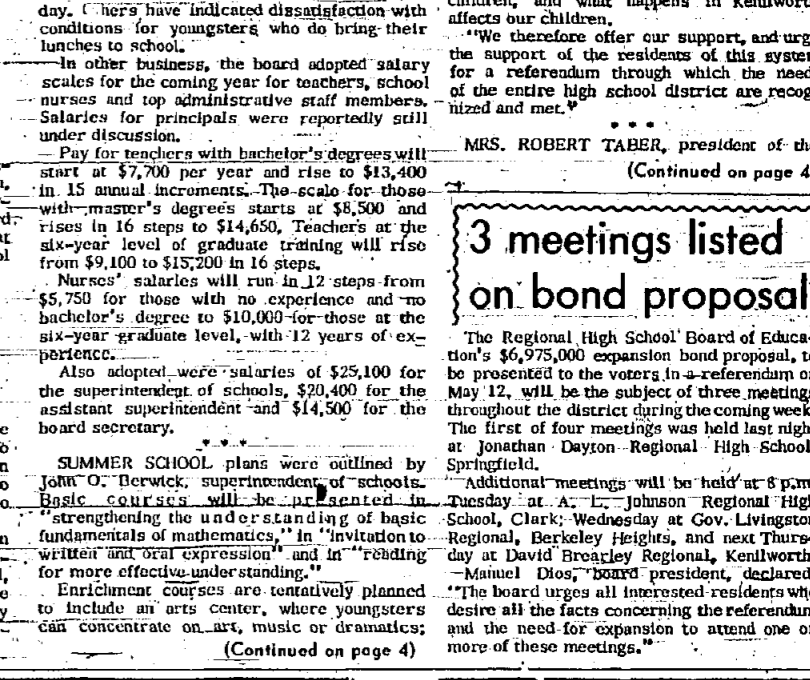 day. have indicated dissatisfaction with
conditions for youngsters who do bring their
lunches to school.
In other business, the board adopted salary
scales for the coming year for teachers, school
nurses and top administrative staff members.
Salaries for principals were reportedly still
under discussion.
Pay for teachers with bachelor's degrees will
start at $7,700 per year and rise to $13,400
in 15 annual increments. The scale for those
with master's degrees starts at $8,500 and
rises in 16 steps to $14,650. Teachers at the
six-year level of graduate training will rise
from $9,100 to $15,200 in 16 steps.
Nurses' salaries will run in 12 steps from
$5,750 for those with no experience and no
bachelor's degree to $10,000 for those at the
six-year graduate level, with 12 years of ex-
perience.
Also adopted were salaries of $25,100 for
the superintendent of schools, $20,400 for the
assistant superintendent and $14,500 for the
board secretary.
* * *
SUMMER SCHOOL plans were outlined by
John O. Berwick, superintendent of schools.
Basic courses will be presented in
"strengthening the understanding of basic
fundamentals of mathematics," in "invitation to
written and oral expression" and in "reading
for more effective understanding."
Enrichment courses are tentatively planned
to include an arts center, where youngsters
can concentrate on art, music or dramatics;
(Continued on page 4)
children, and what happens in Kenilwor
affects our children.
"We therefore offer our support, and urg
the support of the residents of this syste
for a referendum through which the need
of the entire high school district are recog
nized and met."
* * *
MRS. ROBERT TABER, president of th
(Continued on page 4
3 meetings listed
on bond proposal
The Regional High School Board of Educa-
tion's $6,975,000 expansion bond proposal, t
be presented to the voters in a referendum o
May 12, will be the subject of three meeting
throughout the district during the coming week
The first of four meetings was held last nigh
at Jonathan Dayton Regional High School
Springfield.
Additional meetings will be held at 8 p.m
Tuesday at A. L. Johnson Regional Hig
School, Clark; Wednesday at Gov. Livingsto
Regional, Berkeley Heights, and next Thurs-
day at David Brearley Regional, Kenilworth
Manuel Dios, board president, declared
"The board urges all interested residents wh
desire all the facts concerning the referendu
and the need for expansion to attend one o
more of these meetings."